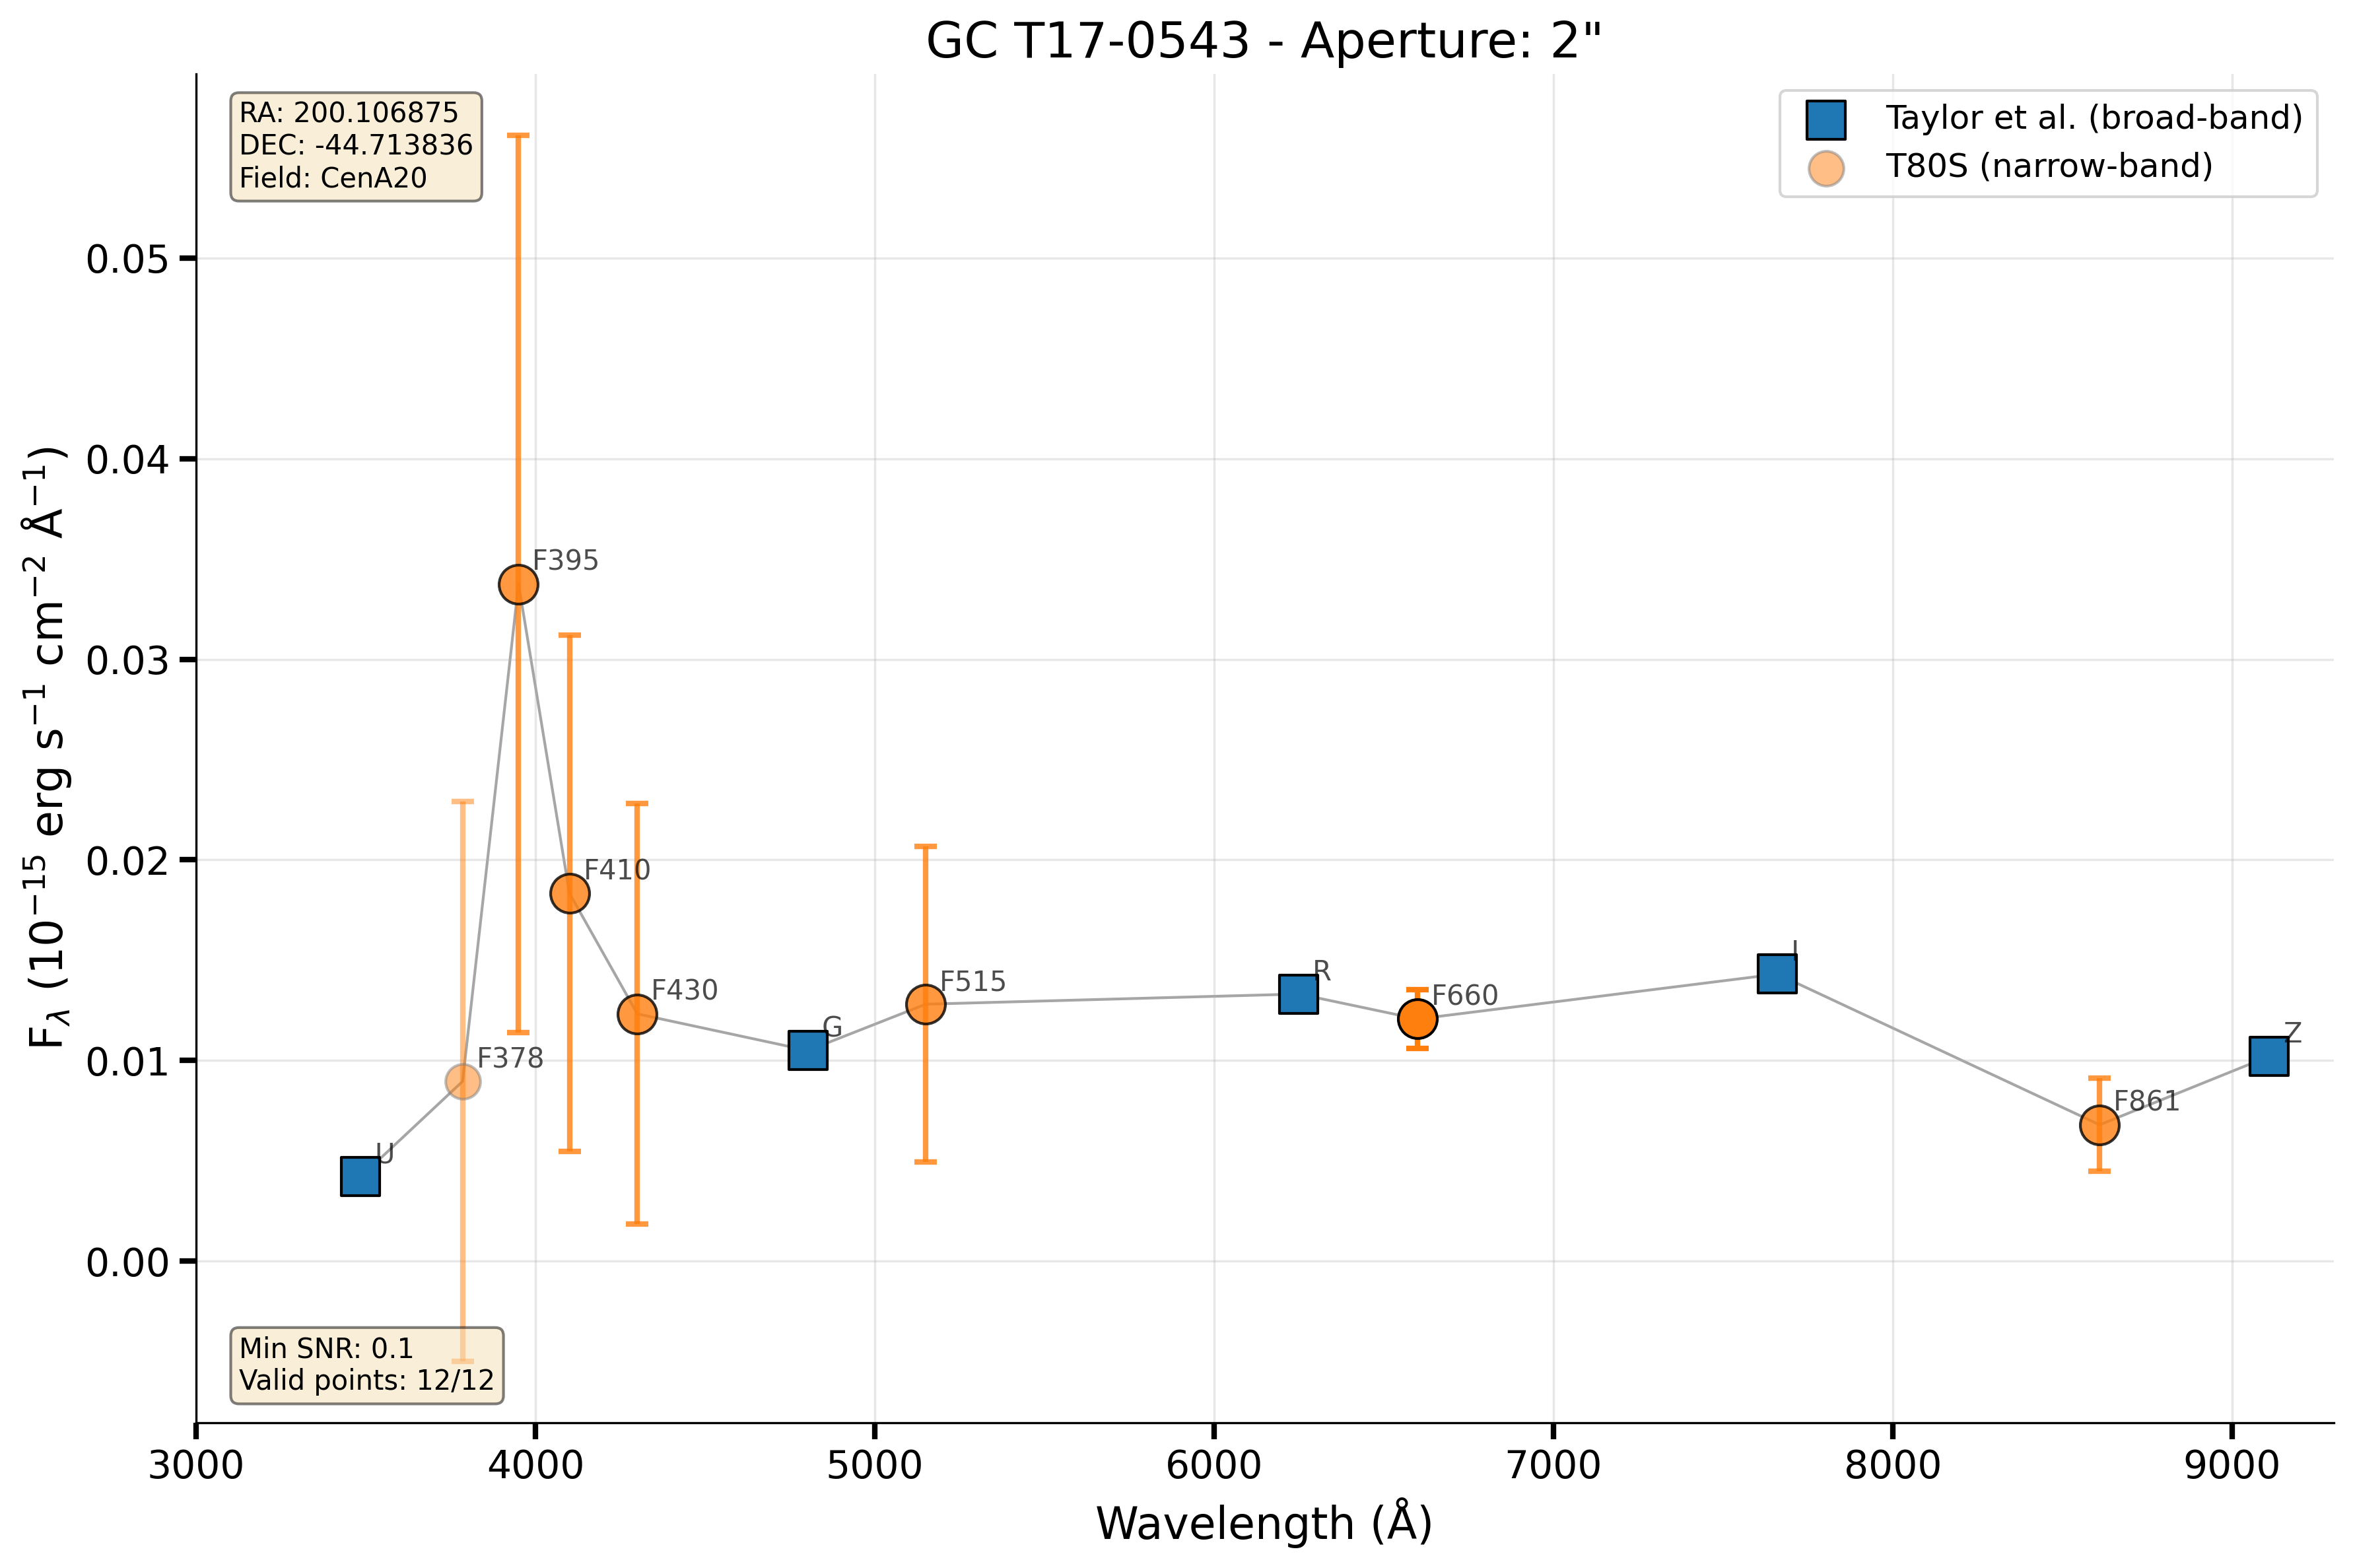 GC T17-0543 - Aperture: 2"
RA: 200.106875
DEC: -44.713836
Field: CenA20
Taylor et al. (broad-band)
T80S (narrow-band)
F_λ (10⁻¹⁵ erg s⁻¹ cm⁻² Å⁻¹)
0.05
0.04
0.03
0.02
0.01
0.00
U
F378
F395
F410
F430
G
F515
R
F660
I
F861
Z
Min SNR: 0.1
Valid points: 12/12
3000
4000
5000
6000
7000
8000
9000
Wavelength (Å)